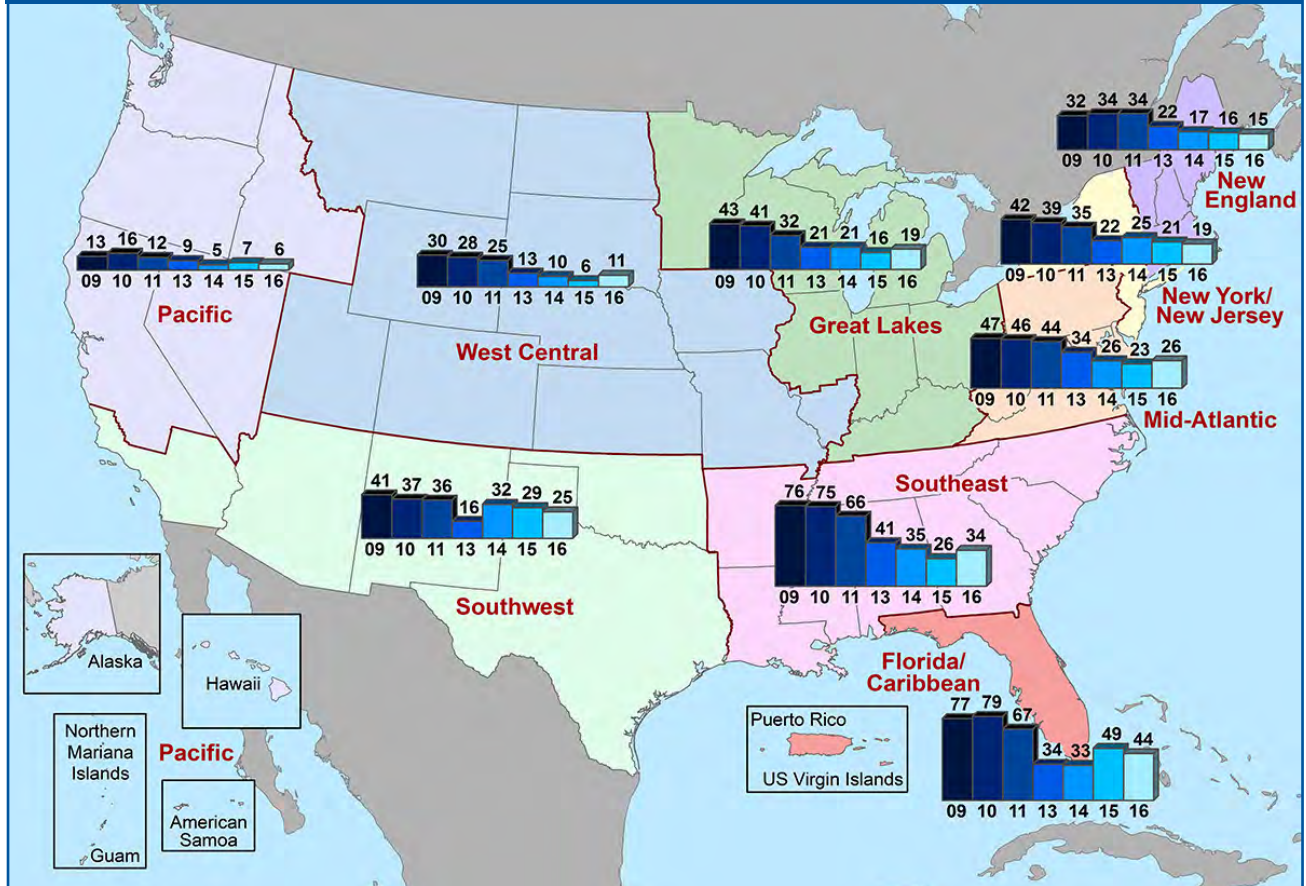 32 34 34 22 17 16 15
09 10 11 13 14 15 16
New
England
43 41 32 21 21 16 19
09 10 11 13 14 15 16
Great Lakes
42 39 35 22 25 21 19
09 10 11 13 14 15 16
New York/
New Jersey
13 16 12 9 5 7 6
09 10 11 13 14 15 16
Pacific
30 28 25 13 10 6 11
09 10 11 13 14 15 16
West Central
47 46 44 34 26 23 26
09 10 11 13 14 15 16
Mid-Atlantic
41 37 36 16 32 29 25
09 10 11 13 14 15 16
Southwest
Southeast
76 75 66 41 35 26 34
09 10 11 13 14 15 16
Alaska
Hawaii
Northern
Mariana
Islands
Guam
Pacific
American
Samoa
Puerto Rico
US Virgin Islands
Florida/
Caribbean
77 79 67 34 33 49 44
09 10 11 13 14 15 16